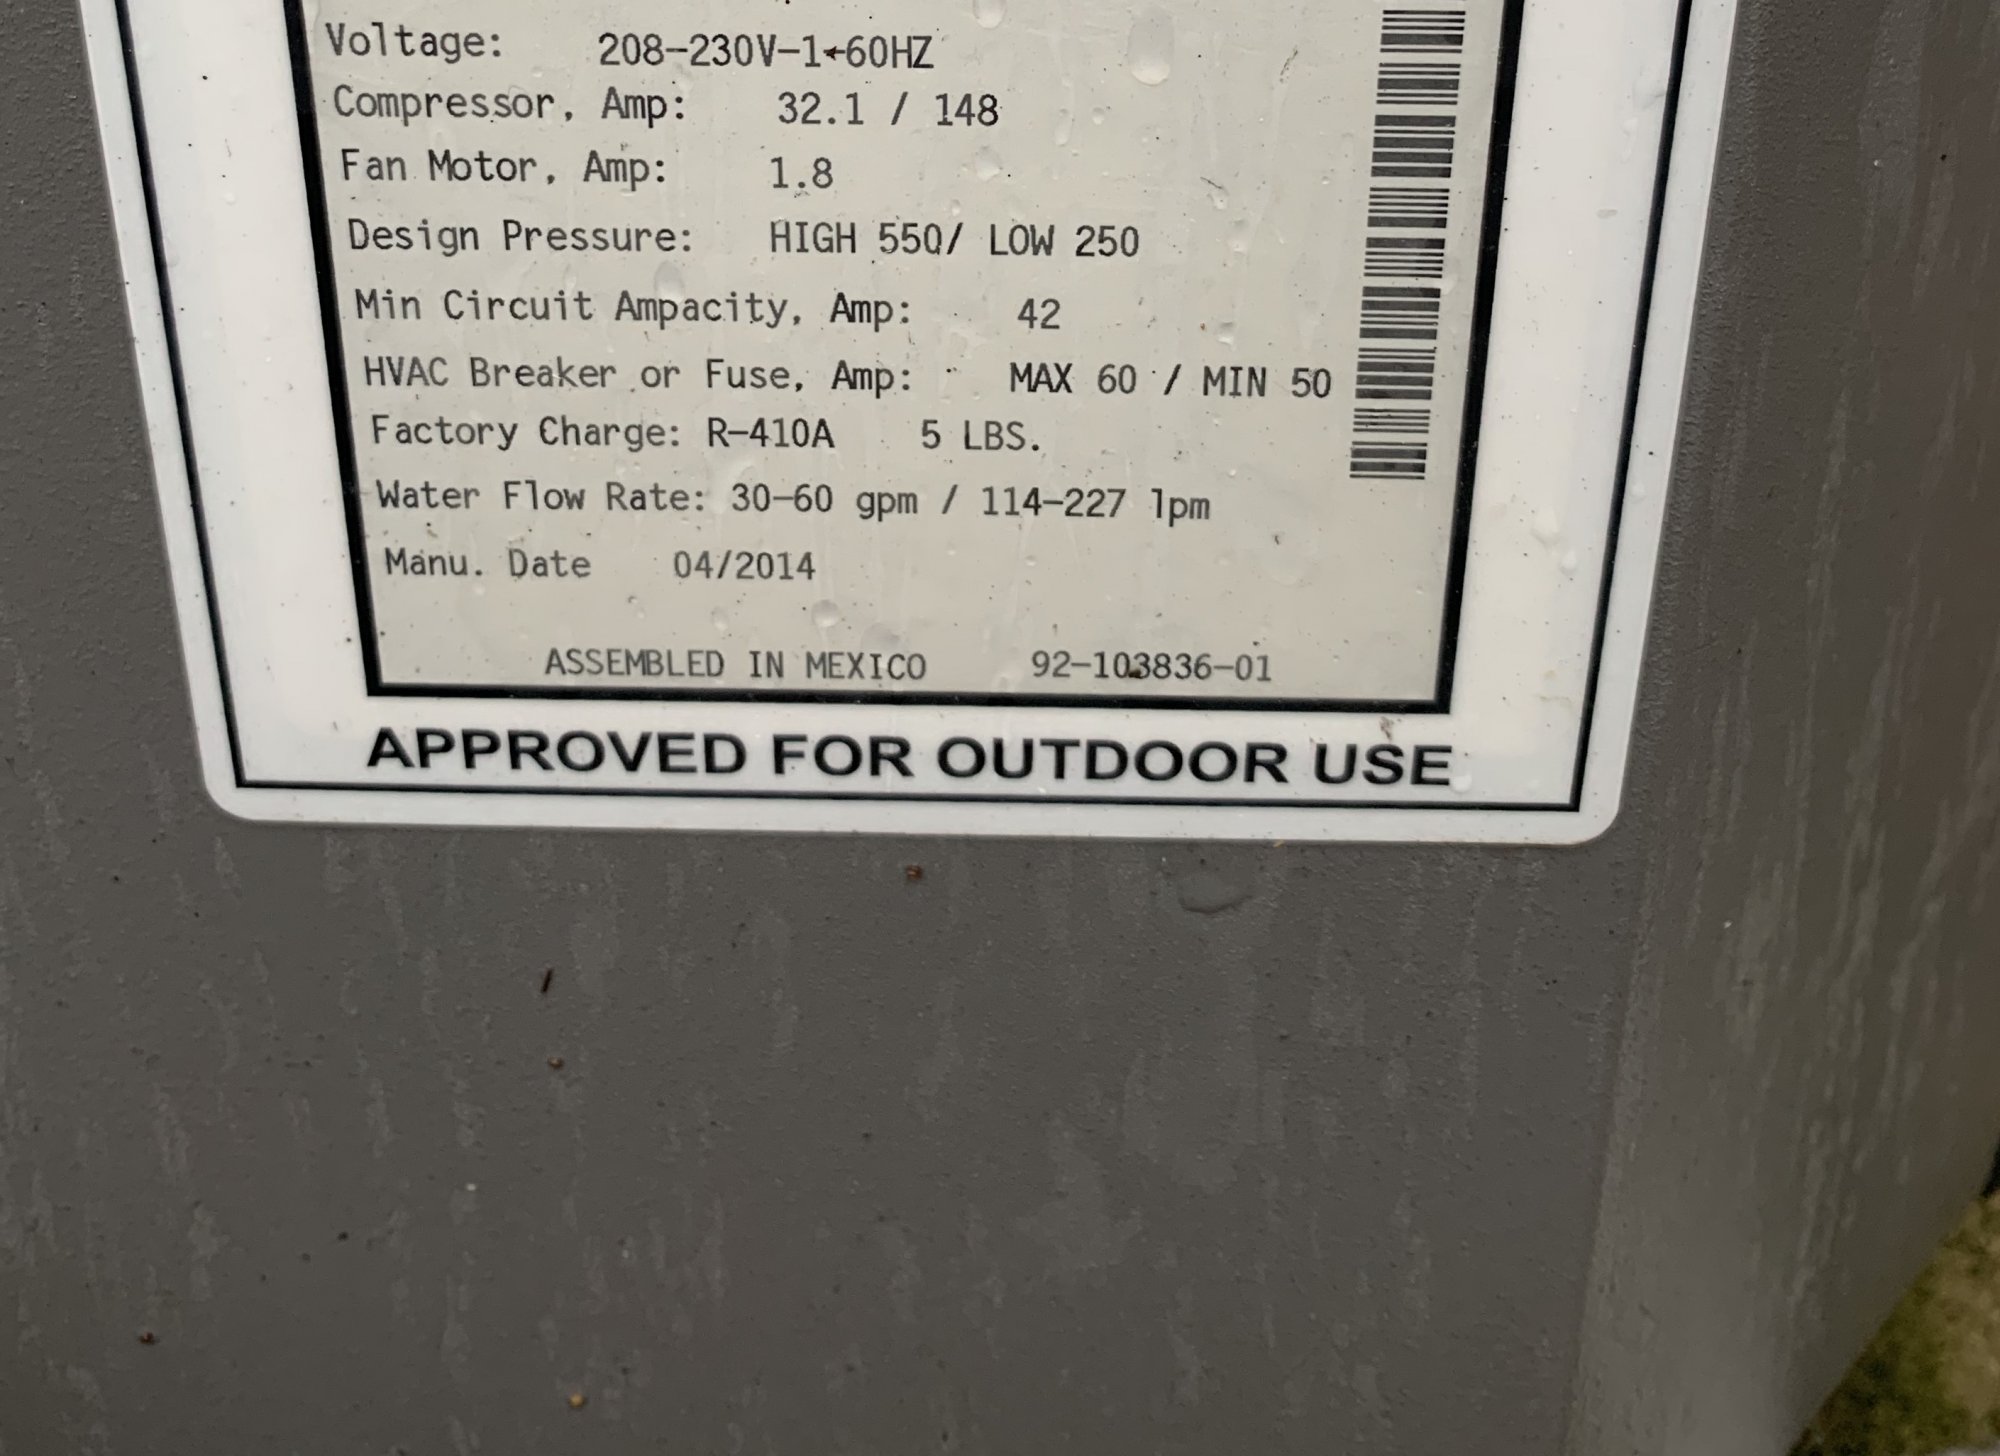 Voltage: 208-230V-1-60HZ
Compressor, Amp: 32.1 / 148
Fan Motor, Amp: 1.8
Design Pressure: HIGH 550/ LOW 250
Min Circuit Ampacity, Amp: 42
HVAC Breaker or Fuse, Amp: MAX 60 / MIN 50
Factory Charge: R-410A 5 LBS.
Water Flow Rate: 30-60 gpm / 114-227 lpm
Manu. Date 04/2014
ASSEMBLED IN MEXICO 92-103836-01
APPROVED FOR OUTDOOR USE